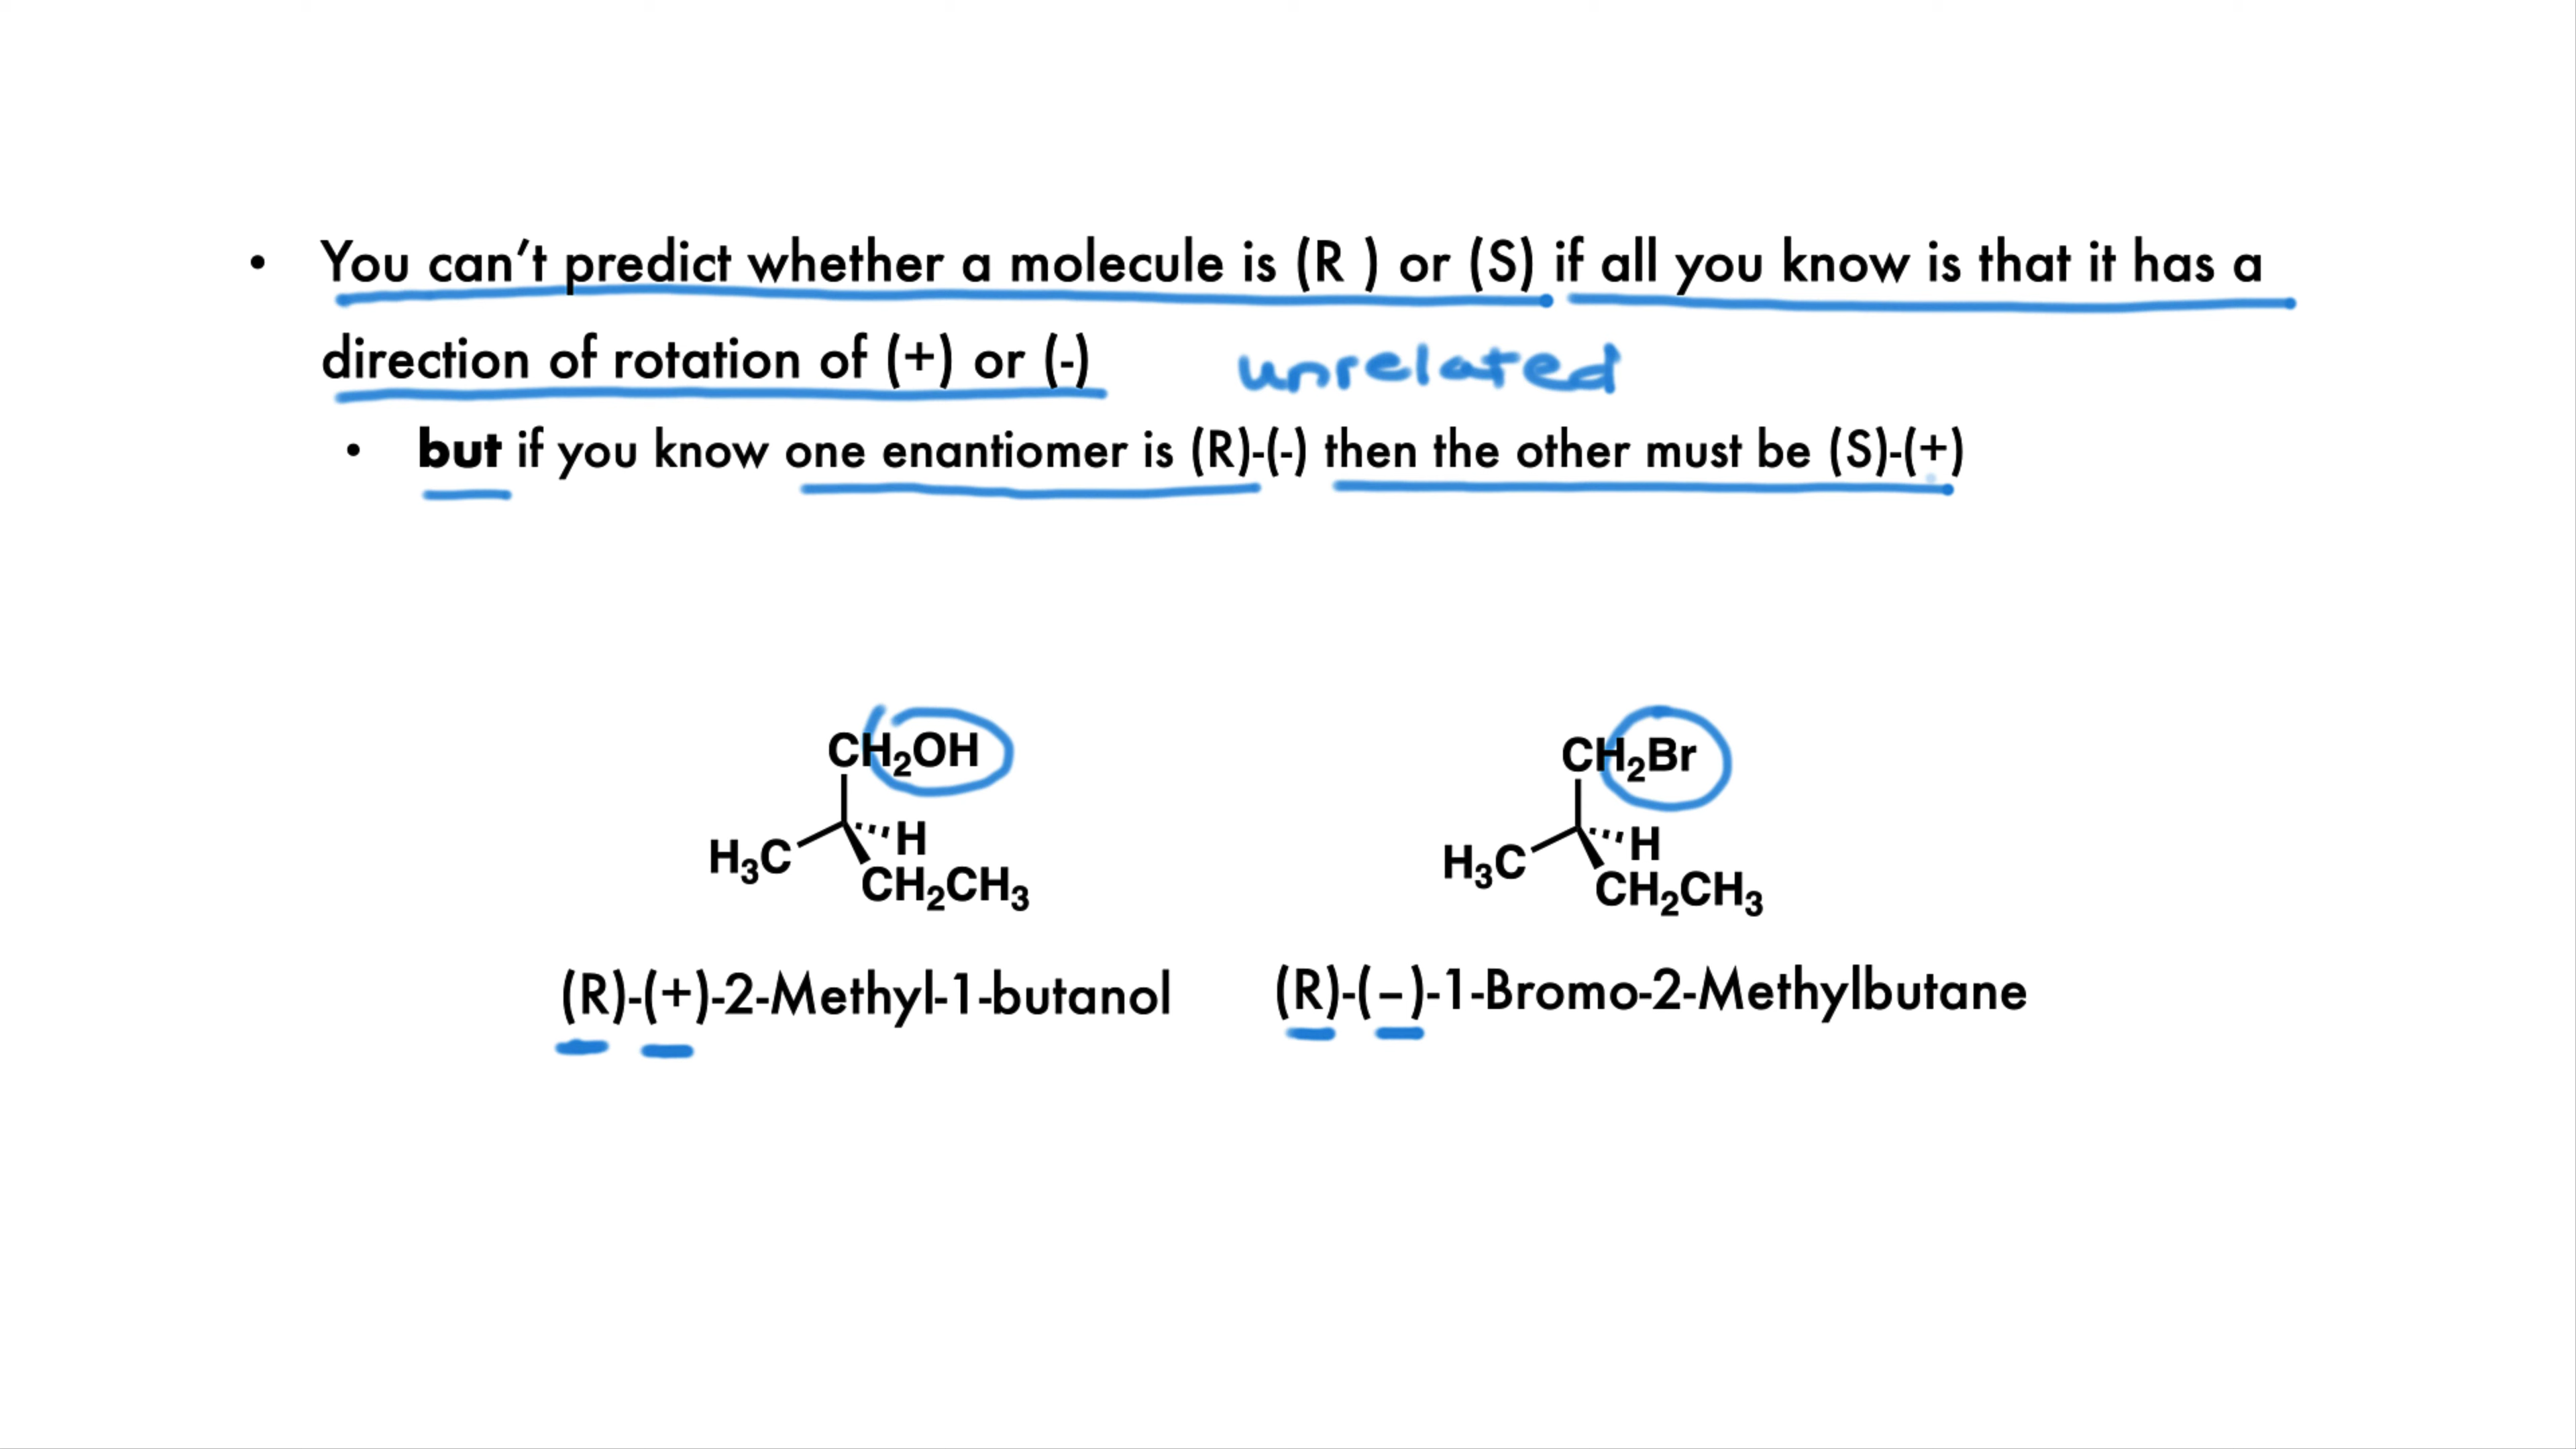 • You can't predict whether a molecule is (R ) or (S) if all you know is that it has a
direction of rotation of (+) or (-) unrelated
• but if you know one enantiomer is (R)-(-) then the other must be (S)-(+)
CH₂OH
H₃C H
CH₂CH₃
(R)-(+)-2-Methyl-1-butanol
CH₂Br
H₃C H
CH₂CH₃
(R)-(–)-1-Bromo-2-Methylbutane